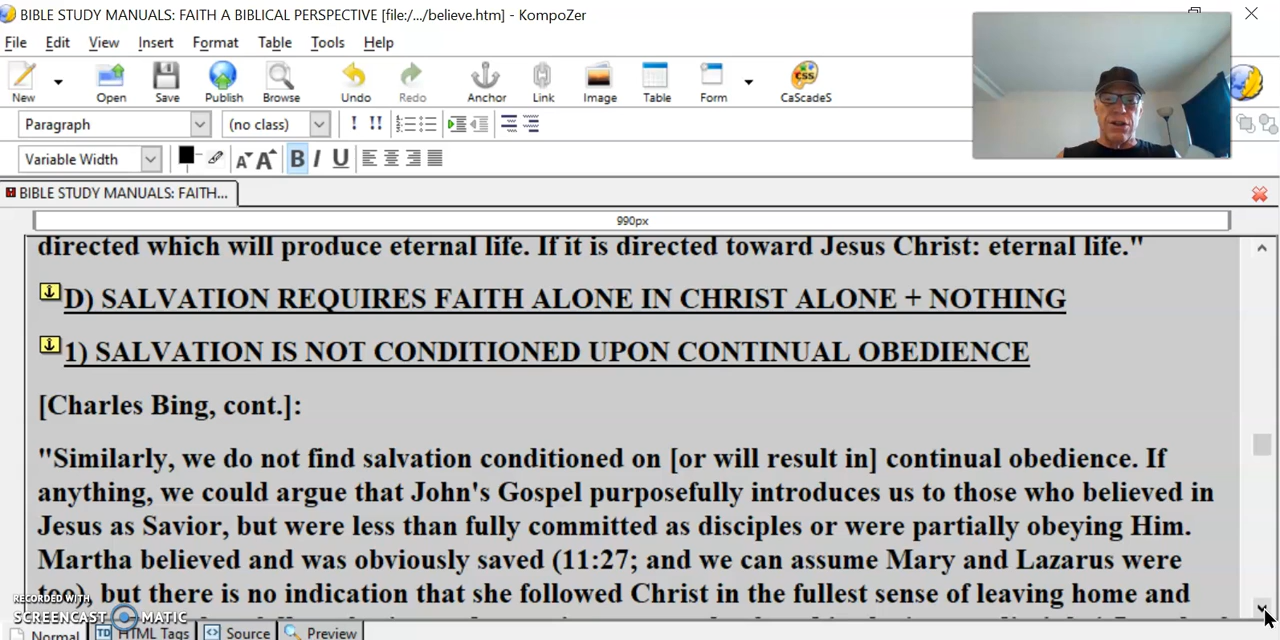 BIBLE STUDY MANUALS: FAITH A BIBLICAL PERSPECTIVE [file:/.../believe.htm] - KompoZer
File Edit View Insert Format Table Tools Help
New Open Save Publish Browse Undo Redo Anchor Link Image Table Form CaScadeS
CSS
Paragraph (no class) ! !!
Variable Width A A B I U
BIBLE STUDY MANUALS: FAITH...
990px
directed which will produce eternal life. If it is directed toward Jesus Christ: eternal life."
D) SALVATION REQUIRES FAITH ALONE IN CHRIST ALONE + NOTHING
1) SALVATION IS NOT CONDITIONED UPON CONTINUAL OBEDIENCE
[Charles Bing, cont.]:
"Similarly, we do not find salvation conditioned on [or will result in] continual obedience. If
anything, we could argue that John's Gospel purposefully introduces us to those who believed in
Jesus as Savior, but were less than fully committed as disciples or were partially obeying Him.
Martha believed and was obviously saved (11:27; and we can assume Mary and Lazarus were
too), but there is no indication that she followed Christ in the fullest sense of leaving home and
RECORDED WITH
SCREENCAST MATIC
Normal TD HTML Tags <> Source Preview